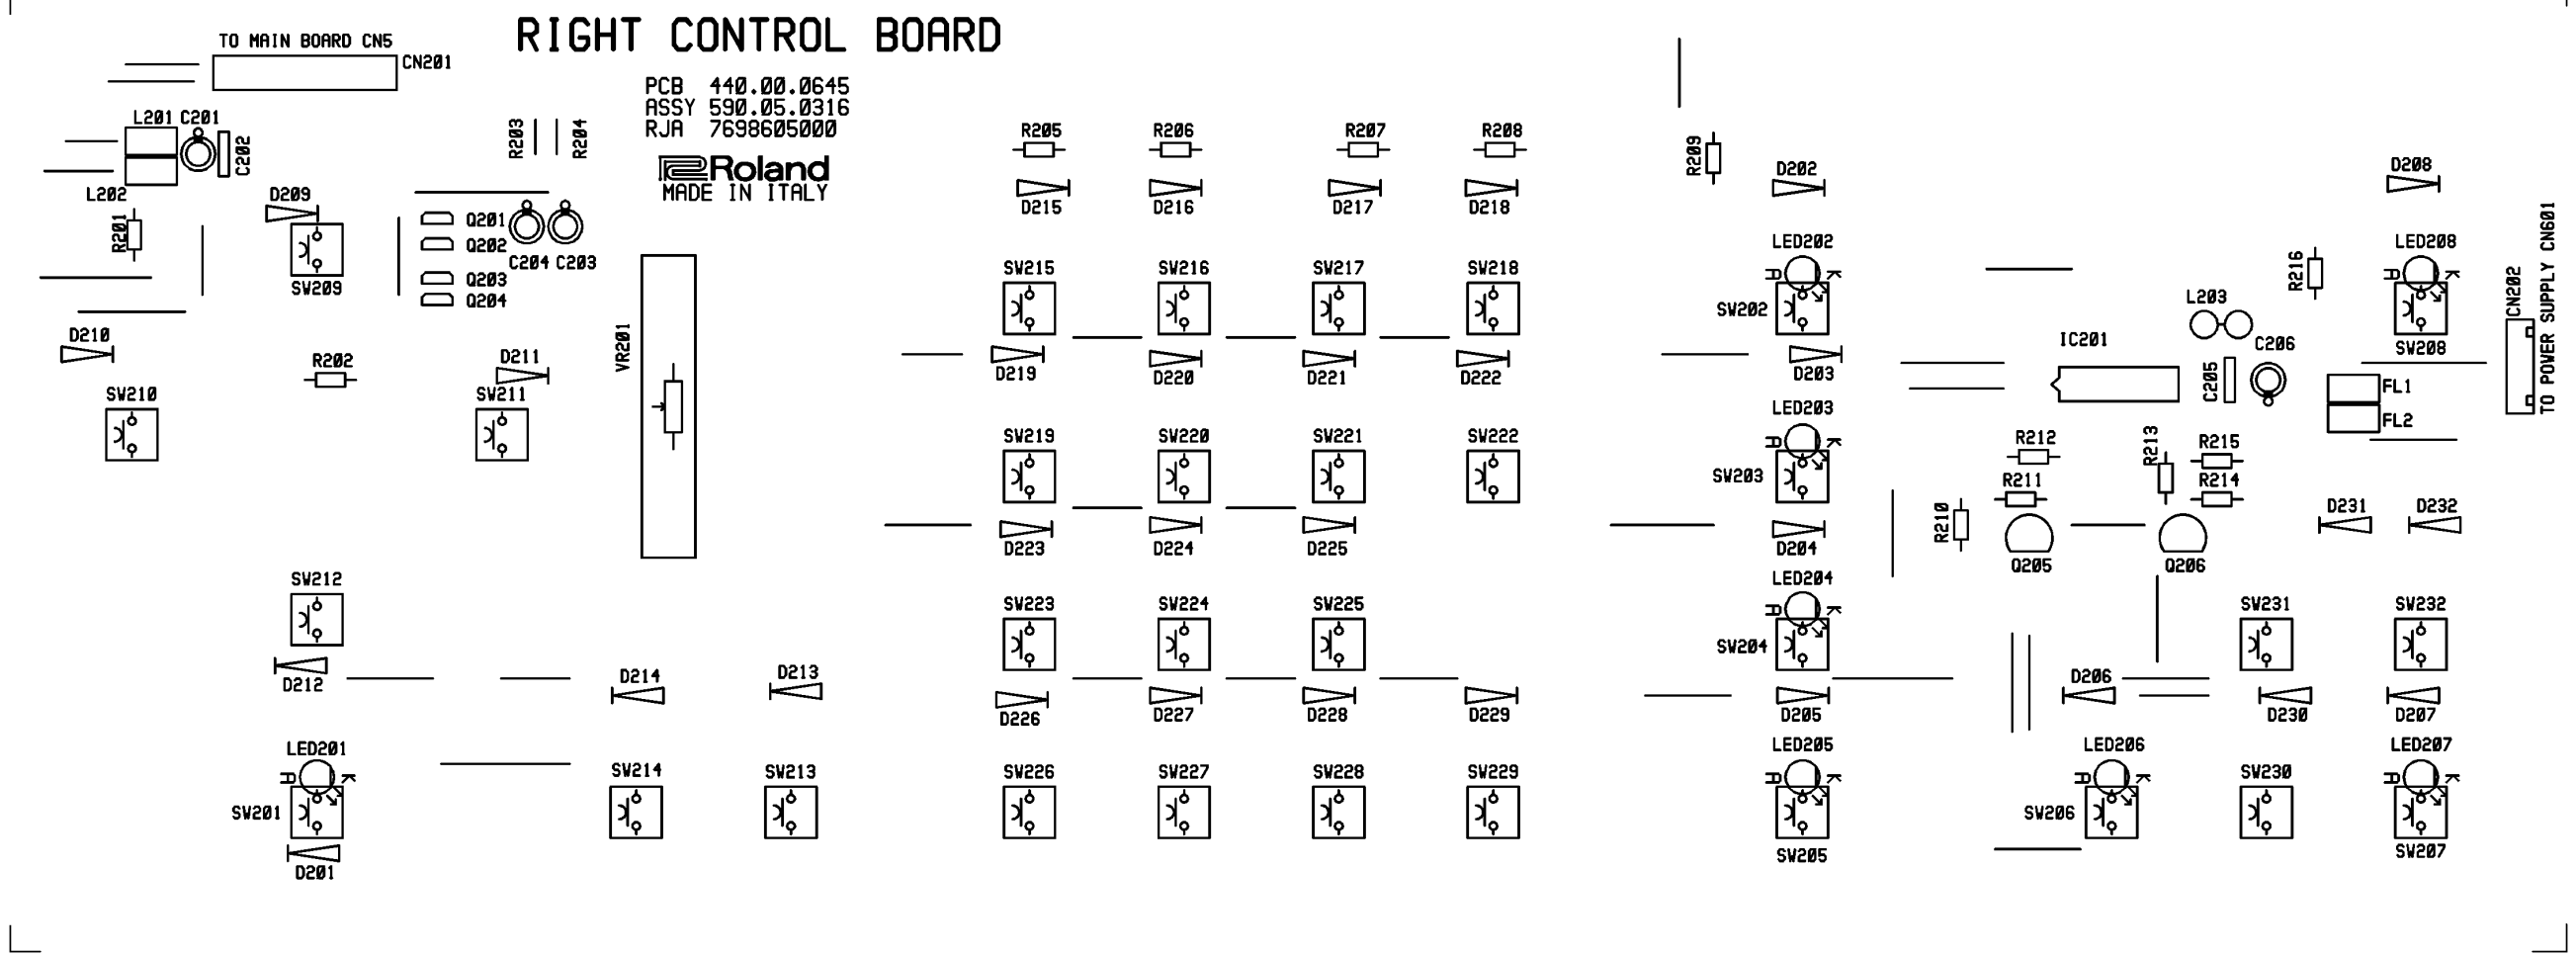 RIGHT CONTROL BOARD
TO MAIN BOARD CN5
CN201
PCB 440.00.0645
ASSY 590.05.0316
RJA 7698605000
Roland
MADE IN ITALY
L201 C201
C202
L202
R203
R204
R205 R206 R207 R208
R209
D202
D208
D215 D216 D217 D218
D209
R201
SW209
Q201
Q202
Q203
Q204
C204 C203
LED202
A K
SW202
LED208
A K
SW208
SW215 SW216 SW217 SW218
R216
L203
CN202
TO POWER SUPPLY CN601
D210
R202
D211
VR201
IC201
C206
C205
FL1
FL2
D219 D220 D221 D222
D203
SW210
SW211
LED203
A K
SW203
SW219 SW220 SW221 SW222
R212
R213
R215
R211
R214
R210
D231 D232
D223 D224 D225
D204
Q205
Q206
SW212
LED204
A K
SW204
SW223 SW224 SW225
SW231 SW232
D212
D214
D213
D206
D226 D227 D228 D229
D205
D230
D207
LED201
A K
SW201
D201
SW214
SW213
SW226 SW227 SW228 SW229
LED205
A K
SW205
LED206
A K
SW206
SW230
LED207
A K
SW207